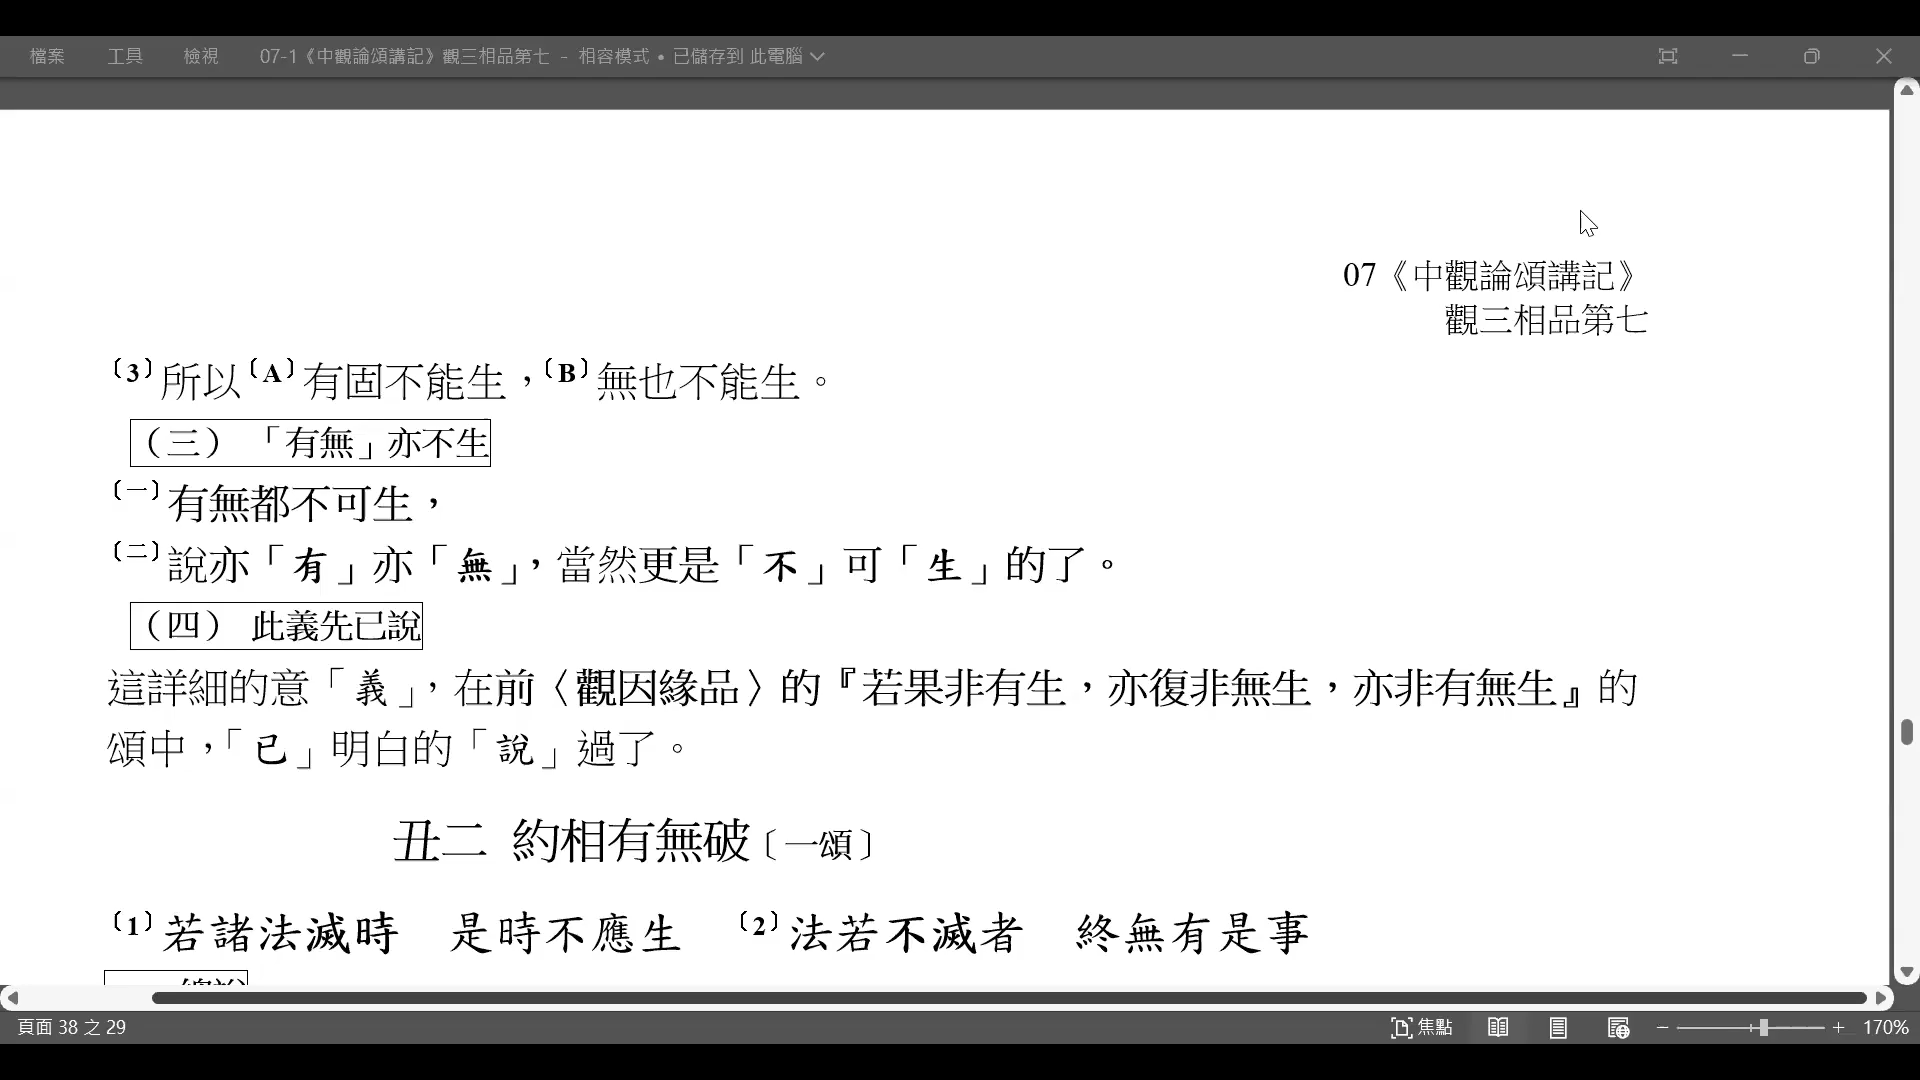 檔案 工具 檢視 07-1《中觀論頌講記》觀三相品第七 - 相容模式 • 已儲存到 此電腦
07《中觀論頌講記》
觀三相品第七
〔3〕所以〔A〕有固不能生，〔B〕無也不能生。
（三）「有無」亦不生
〔一〕有無都不可生，
〔二〕說亦「有」亦「無」，當然更是「不」可「生」的了。
（四） 此義先已說
這詳細的意「義」，在前〈觀因緣品〉的『若果非有生，亦復非無生，亦非有無生』的
頌中，「已」明白的「說」過了。
丑二 約相有無破〔一頌〕
〔1〕若諸法滅時 是時不應生 〔2〕法若不滅者 終無有是事
頁面 38 之 29 焦點 170%